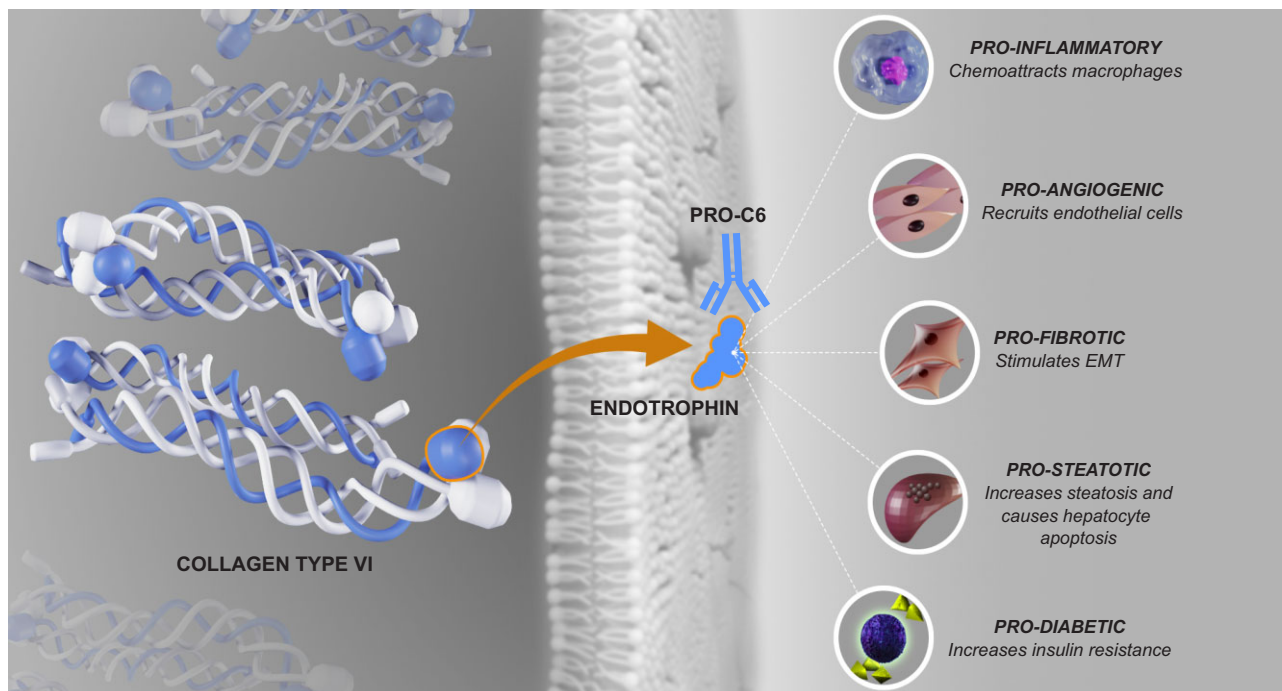 COLLAGEN TYPE VI
PRO-C6
ENDOTROPHIN
PRO-INFLAMMATORY
Chemoattracts macrophages
PRO-ANGIOGENIC
Recruits endothelial cells
PRO-FIBROTIC
Stimulates EMT
PRO-STEATOTIC
Increases steatosis and
causes hepatocyte
apoptosis
PRO-DIABETIC
Increases insulin resistance